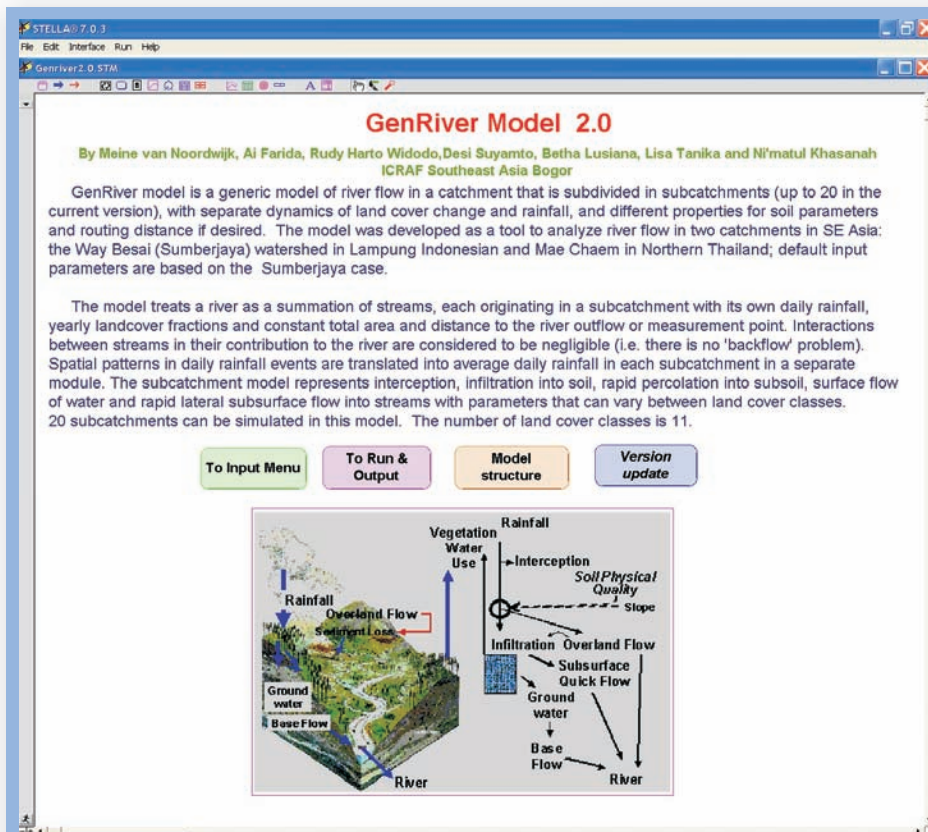 STELLA® 7.0.3
File Edit Interface Run Help
Genriver2.0.STM
A
GenRiver Model 2.0
By Meine van Noordwijk, Ai Farida, Rudy Harto Widodo,Desi Suyamto, Betha Lusiana, Lisa Tanika and Ni'matul Khasanah
ICRAF Southeast Asia Bogor
GenRiver model is a generic model of river flow in a catchment that is subdivided in subcatchments (up to 20 in the
current version), with separate dynamics of land cover change and rainfall, and different properties for soil parameters
and routing distance if desired. The model was developed as a tool to analyze river flow in two catchments in SE Asia:
the Way Besai (Sumberjaya) watershed in Lampung Indonesian and Mae Chaem in Northern Thailand; default input
parameters are based on the Sumberjaya case.
The model treats a river as a summation of streams, each originating in a subcatchment with its own daily rainfall,
yearly landcover fractions and constant total area and distance to the river outflow or measurement point. Interactions
between streams in their contribution to the river are considered to be negligible (i.e. there is no 'backflow' problem).
Spatial patterns in daily rainfall events are translated into average daily rainfall in each subcatchment in a separate
module. The subcatchment model represents interception, infiltration into soil, rapid percolation into subsoil, surface flow
of water and rapid lateral subsurface flow into streams with parameters that can vary between land cover classes.
20 subcatchments can be simulated in this model. The number of land cover classes is 11.
To Input Menu
To Run &
Output
Model
structure
Version
update
Rainfall
Overland Flow
Sediment Loss
Ground
water
Base Flow
River
Rainfall
Vegetation
Water
Use
Interception
Soil Physical
Quality
Slope
Infiltration
Overland Flow
Subsurface
Quick Flow
Ground
water
Base
Flow
River